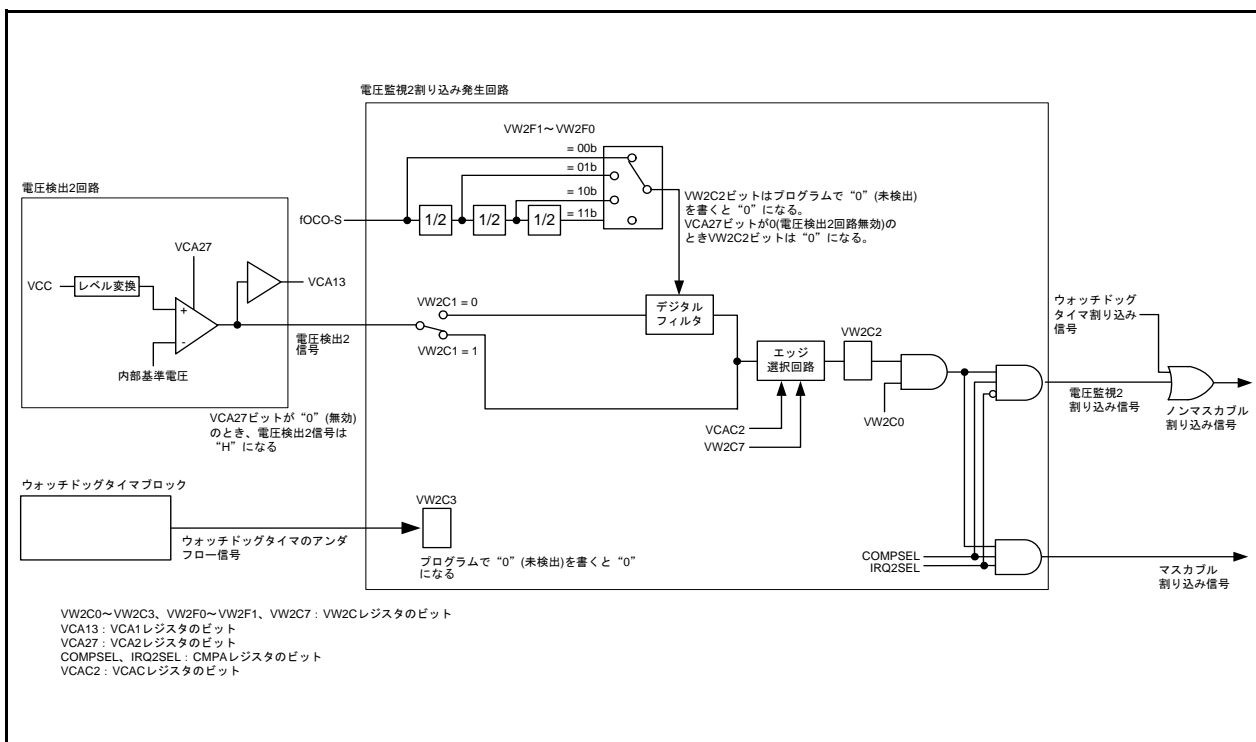 電圧監視2割り込み発生回路
VW2F1～VW2F0
= 00b
= 01b
= 10b
= 11b
fOCO-S
1/2
1/2
1/2
VW2C2ビットはプログラムで“0”(未検出)
を書くと“0”になる。
VCA27ビットが0(電圧検出2回路無効)の
ときVW2C2ビットは“0”になる。
電圧検出2回路
VCA27
VCC
レベル変換
+
-
内部基準電圧
VCA13
電圧検出2
信号
VCA27ビットが“0”(無効)
のとき、電圧検出2信号は
“H”になる
VW2C1 = 0
VW2C1 = 1
デジタル
フィルタ
エッジ
選択回路
VCAC2
VW2C7
VW2C2
VW2C0
ウォッチドッグ
タイマ割り込み
信号
電圧監視2
割り込み信号
ノンマスカブル
割り込み信号
ウォッチドッグタイマブロック
ウォッチドッグタイマのアンダ
フロー信号
VW2C3
プログラムで“0”(未検出)を書くと“0”
になる
COMPSEL
IRQ2SEL
マスカブル
割り込み信号
VW2C0～VW2C3、VW2F0～VW2F1、VW2C7：VW2Cレジスタのビット
VCA13：VCA1レジスタのビット
VCA27：VCA2レジスタのビット
COMPSEL、IRQ2SEL：CMPAレジスタのビット
VCAC2：VCACレジスタのビット